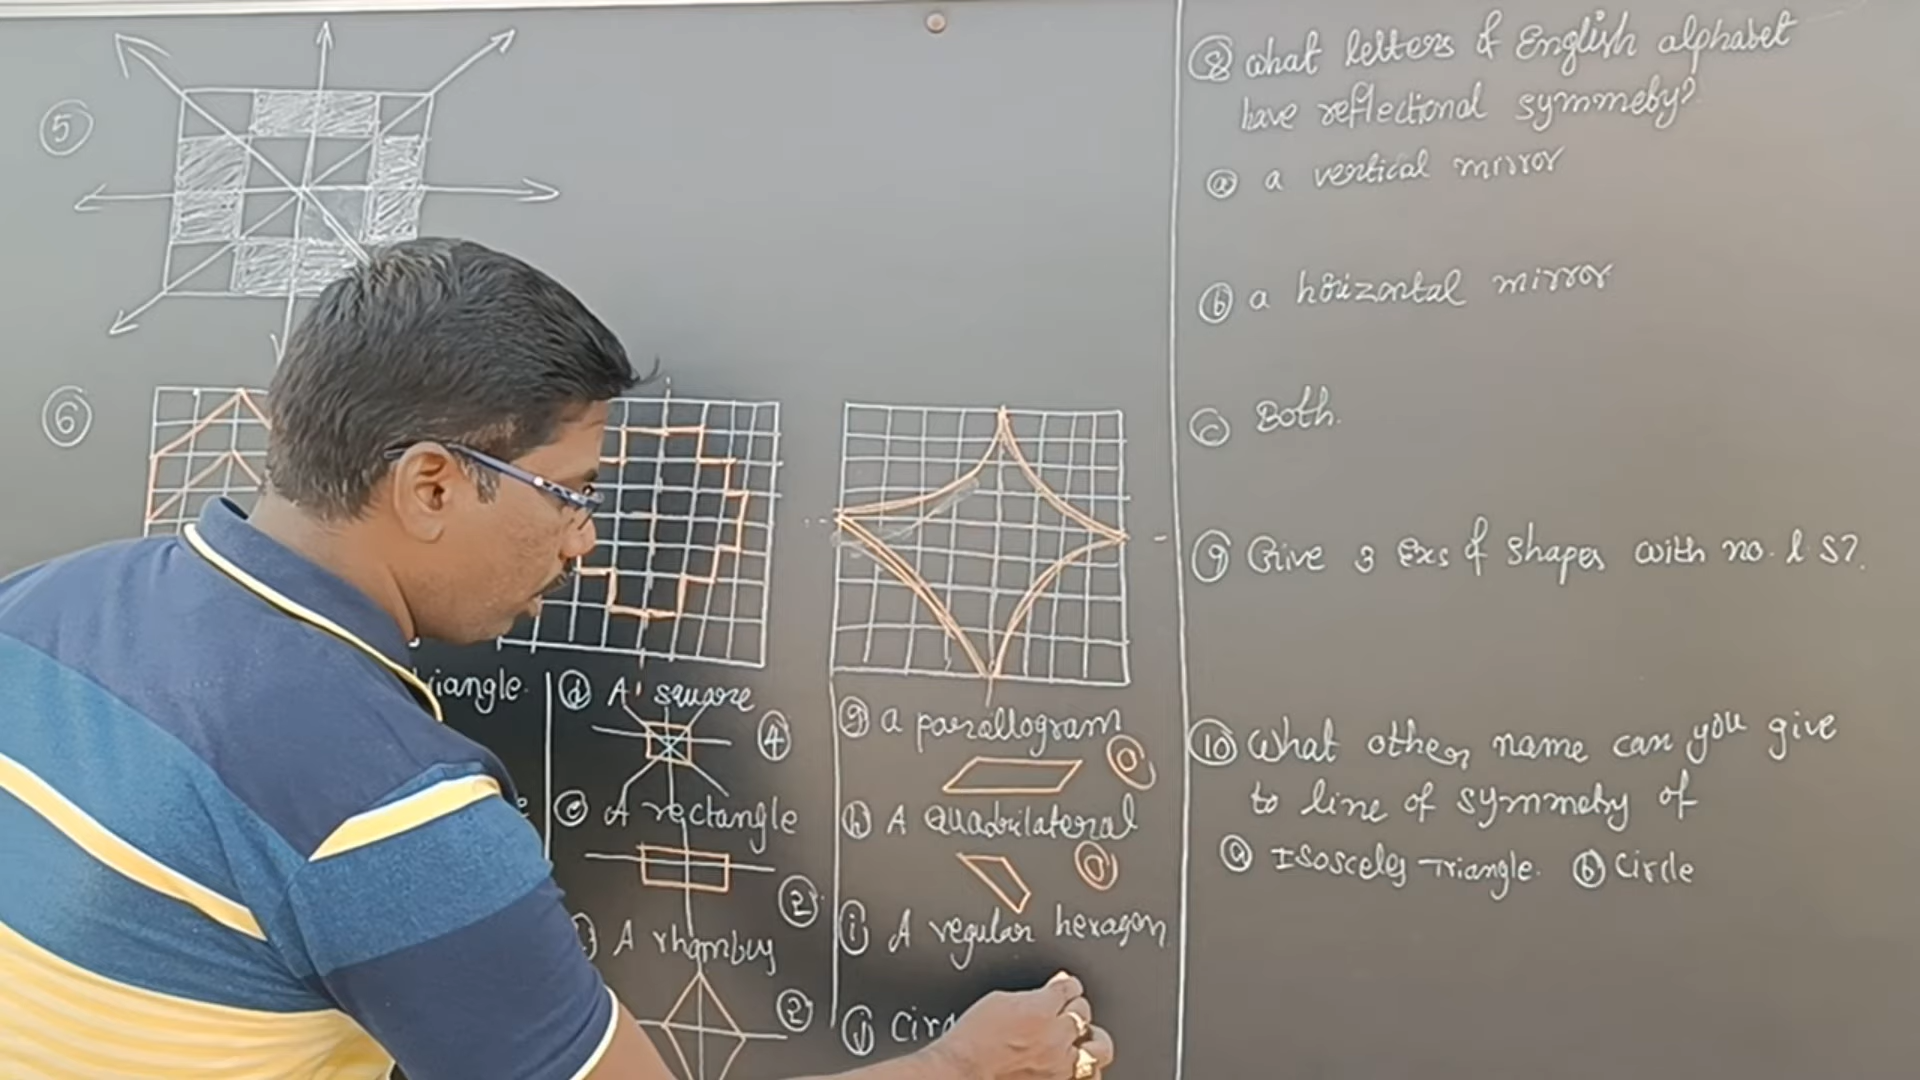 5
6
riangle.
d A square
4
e A rectangle
2
A rhombus
2
g a parallogram
0
h A Quadrilateral
0
i A regular hexagon
j Circ
8 what letters of English alphabet
have reflectional symmetry?
a a vertical mirror
b a horizontal mirror
c Both.
9 Give 3 Exs of shapes with no. l S?.
10 What other name can you give
to line of symmetry of
a Isosceles Triangle. b Circle